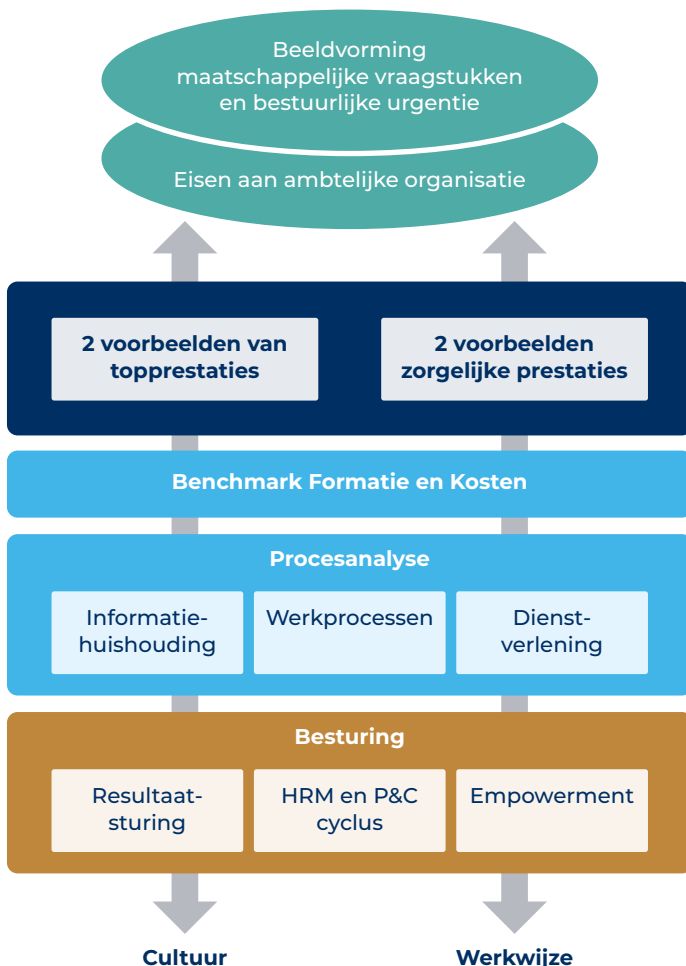 Beeldvorming
maatschappelijke vraagstukken
en bestuurlijke urgentie
Eisen aan ambtelijke organisatie
2 voorbeelden van
topprestaties
2 voorbeelden
zorgelijke prestaties
Benchmark Formatie en Kosten
Procesanalyse
Informatie-
huishouding
Werkprocessen
Dienst-
verlening
Besturing
Resultaat-
sturing
HRM en P&C
cyclus
Empowerment
Cultuur
Werkwijze